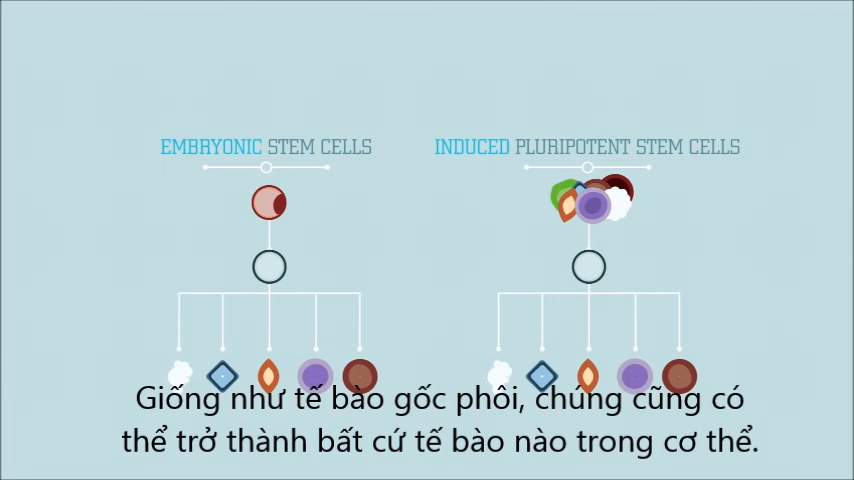 EMBRYONIC STEM CELLS
INDUCED PLURIPOTENT STEM CELLS
Giống như tế bào gốc phôi, chúng cũng có
thể trở thành bất cứ tế bào nào trong cơ thể.